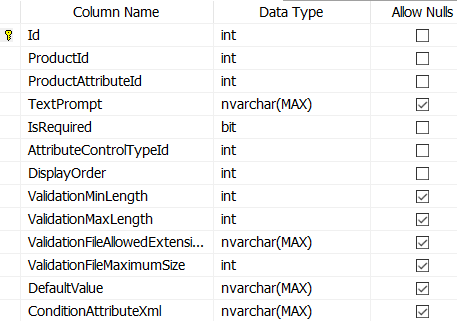 Column Name Data Type Allow Nulls
Id int
ProductId int
ProductAttributeId int
TextPrompt nvarchar(MAX)
IsRequired bit
AttributeControlTypeId int
DisplayOrder int
ValidationMinLength int
ValidationMaxLength int
ValidationFileAllowedExtensi... nvarchar(MAX)
ValidationFileMaximumSize int
DefaultValue nvarchar(MAX)
ConditionAttributeXml nvarchar(MAX)